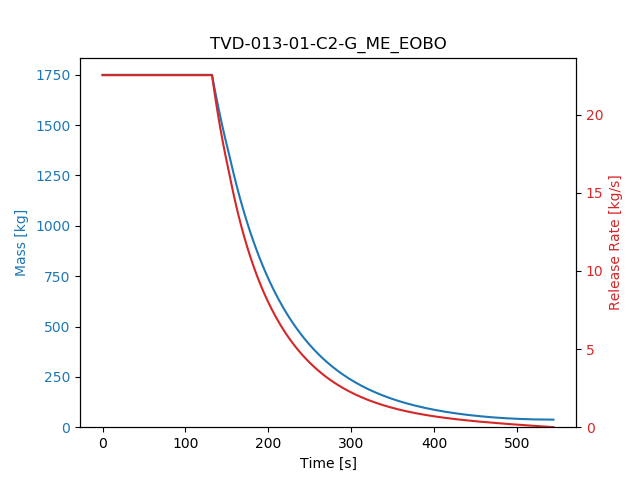 TVD-013-01-C2-G_ME_EOBO
1750
1500
1250
1000
750
500
250
0
Mass [kg]
20
15
10
5
0
Release Rate [kg/s]
0 100 200 300 400 500
Time [s]